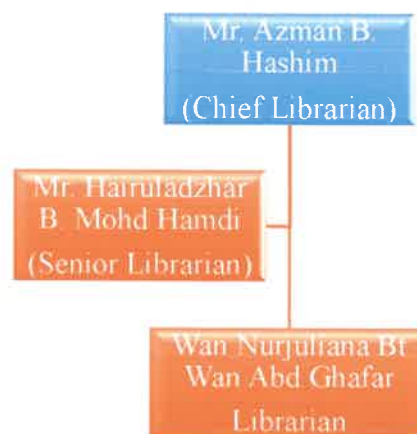 Mr. Azman B.
Hashim
(Chief Librarian)
Mr. Hairuladzhar
B. Mohd Hamdi
(Senior Librarian)
Wan Nurjuliana Bt
Wan Abd Ghafar
Librarian